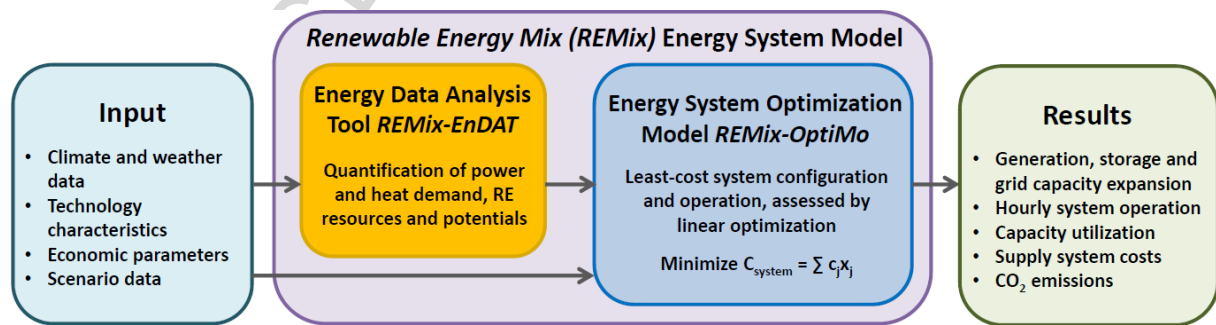 Renewable Energy Mix (REMix) Energy System Model
Input
• Climate and weather
data
• Technology
characteristics
• Economic parameters
• Scenario data
Energy Data Analysis
Tool REMix-EnDAT
Quantification of power
and heat demand, RE
resources and potentials
Energy System Optimization
Model REMix-OptiMo
Least-cost system configuration
and operation, assessed by
linear optimization
Minimize C_system = ∑ c_jx_j
Results
• Generation, storage and
grid capacity expansion
• Hourly system operation
• Capacity utilization
• Supply system costs
• CO₂ emissions